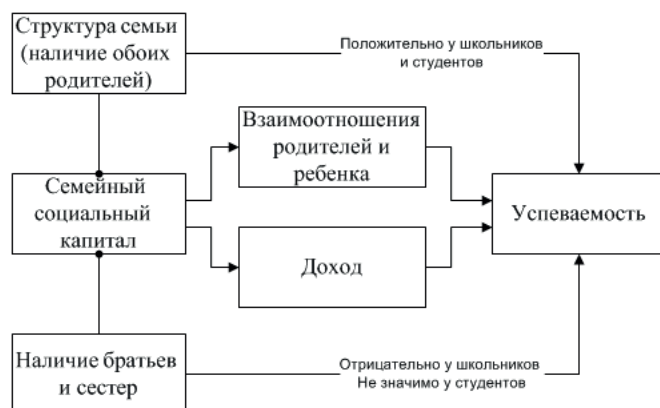 Структура семьи
(наличие обоих
родителей)
Положительно у школьников
и студентов
Взаимоотношения
родителей и
ребенка
Семейный
социальный
капитал
Успеваемость
Доход
Наличие братьев
и сестер
Отрицательно у школьников
Не значимо у студентов